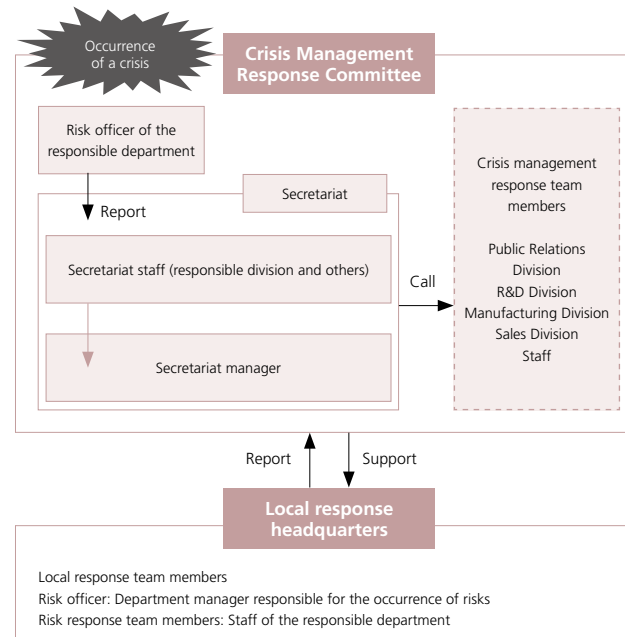 Occurrence
of a crisis
Crisis Management
Response Committee
Risk officer of the
responsible department
Report
Secretariat
Secretariat staff (responsible division and others)
Secretariat manager
Call
Crisis management
response team
members
Public Relations
Division
R&D Division
Manufacturing Division
Sales Division
Staff
Report
Support
Local response
headquarters
Local response team members
Risk officer: Department manager responsible for the occurrence of risks
Risk response team members: Staff of the responsible department